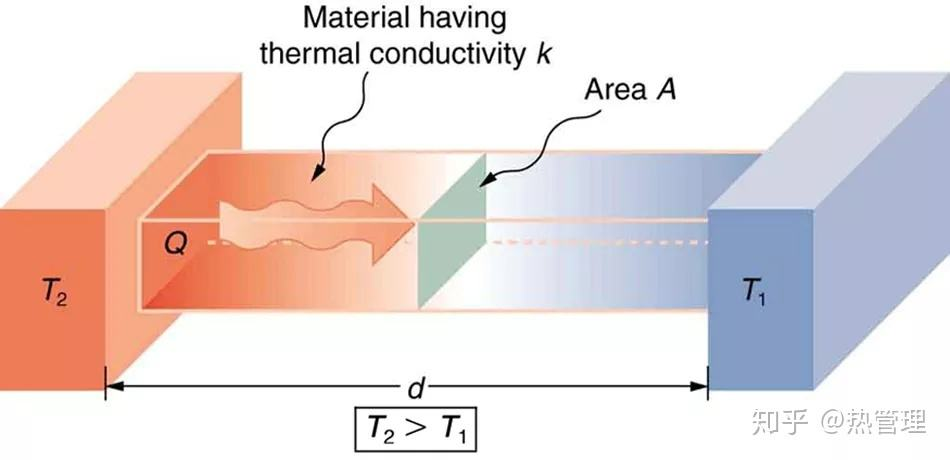 Material having
thermal conductivity k
Area A
Q
T₂
T₁
d
T₂ > T₁
知乎 @热管理